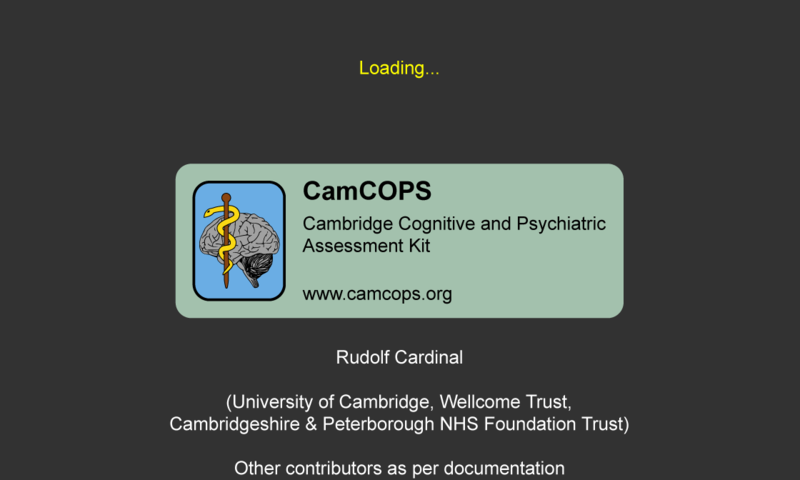 Loading...
CamCOPS
Cambridge Cognitive and Psychiatric
Assessment Kit
www.camcops.org
Rudolf Cardinal
(University of Cambridge, Wellcome Trust,
Cambridgeshire & Peterborough NHS Foundation Trust)
Other contributors as per documentation